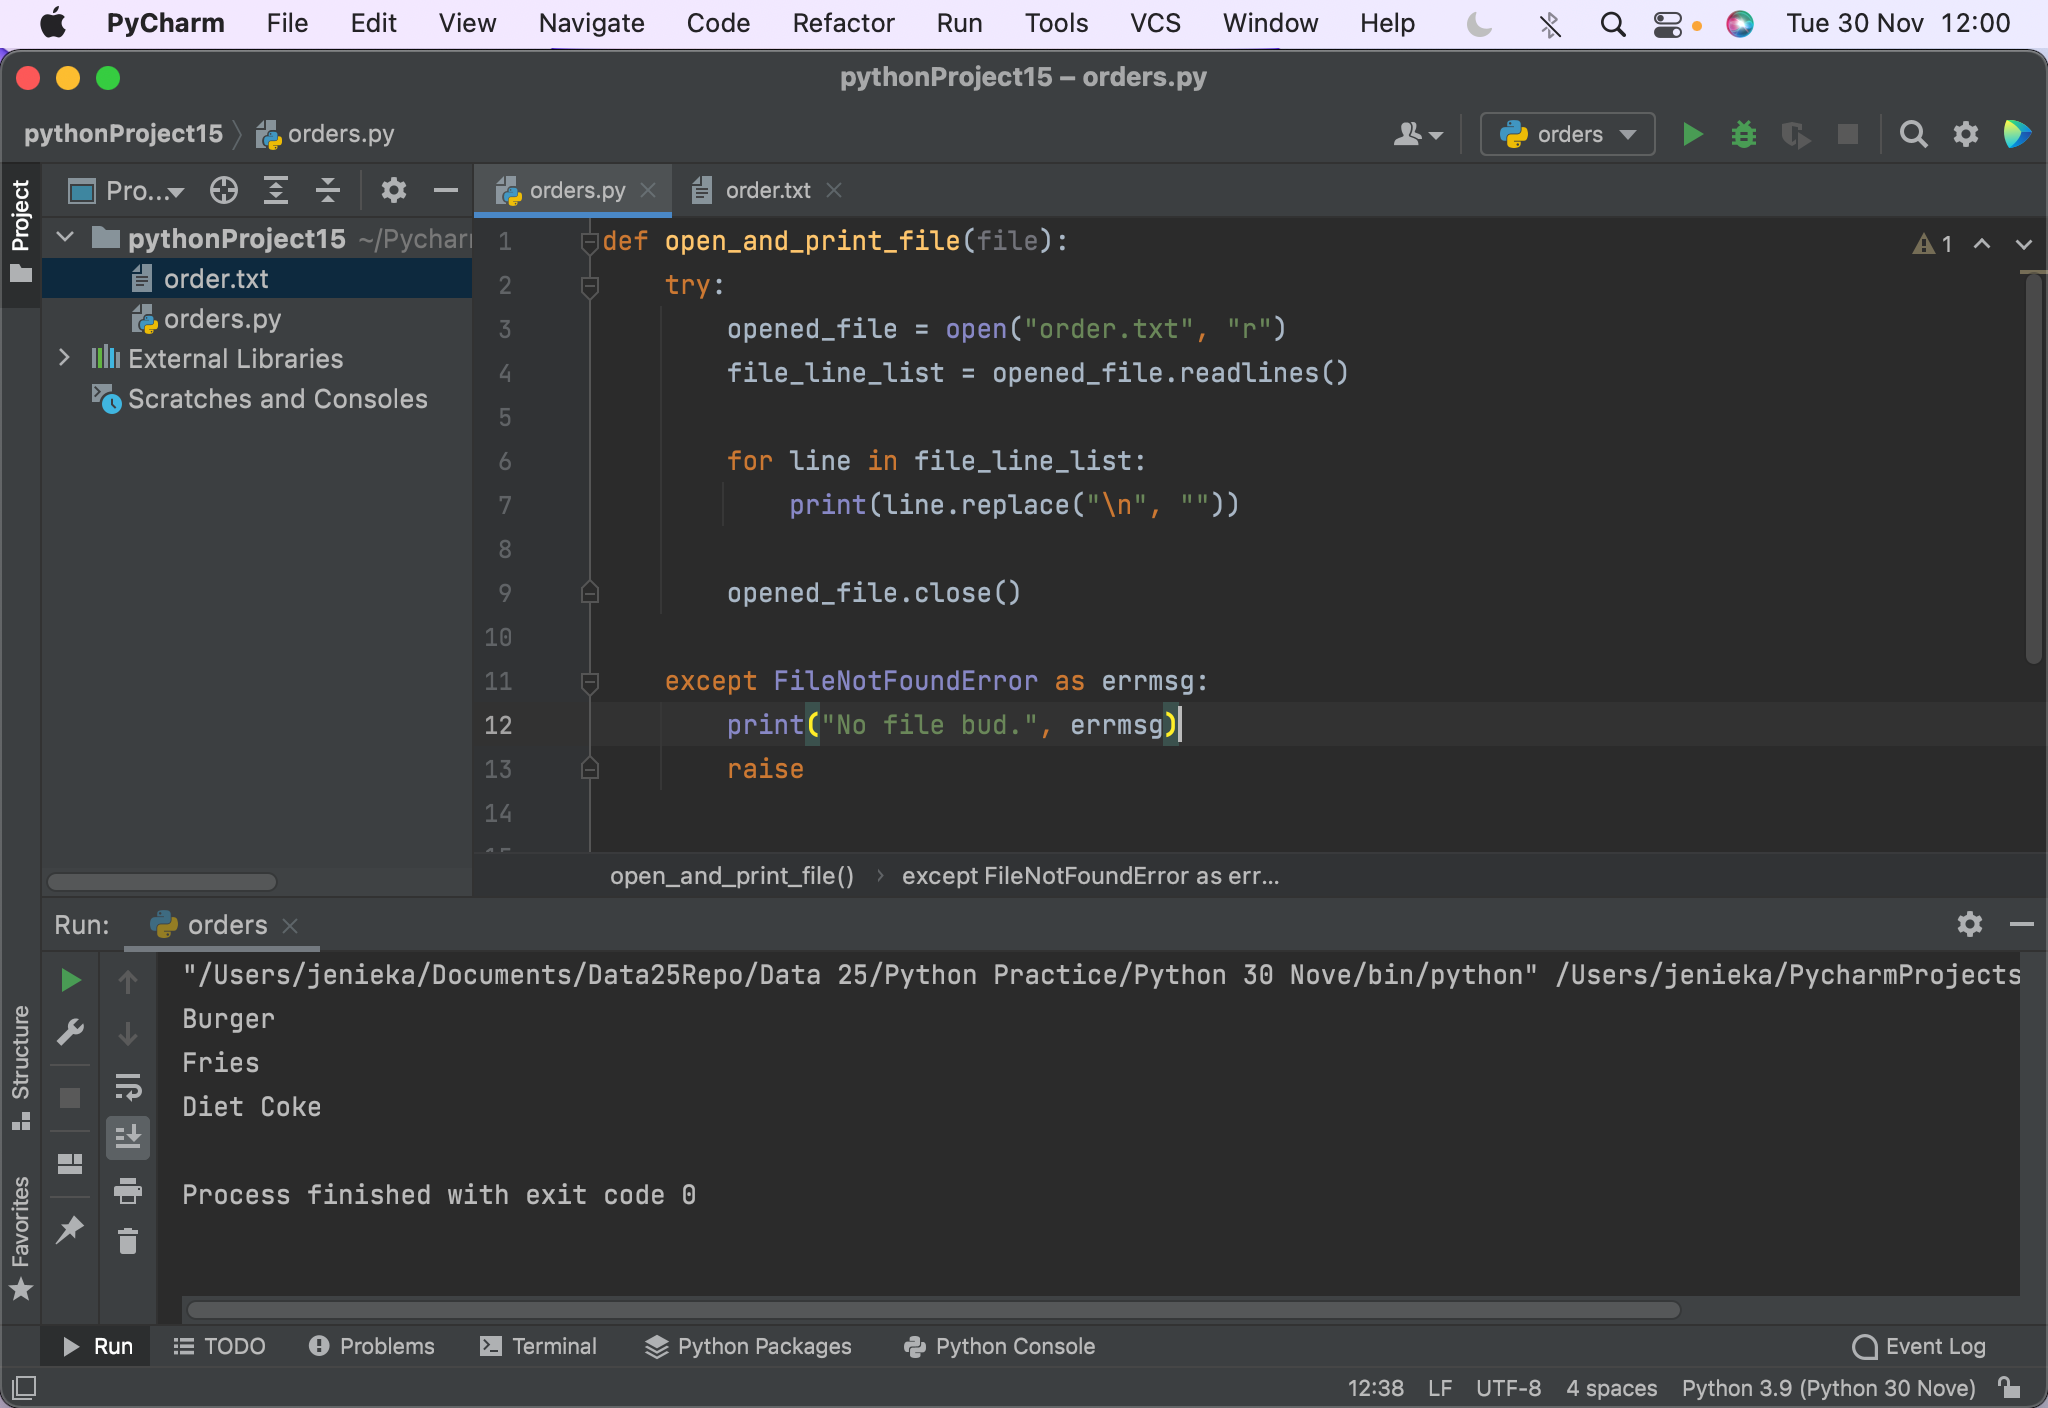 PyCharm File Edit View Navigate Code Refactor Run Tools VCS Window Help Tue 30 Nov 12:00
pythonProject15 – orders.py
pythonProject15 orders.py orders
Project
Pro... orders.py order.txt
pythonProject15 ~/Pychar
order.txt
orders.py
External Libraries
Scratches and Consoles
1 def open_and_print_file(file): 1
2 try:
3 opened_file = open("order.txt", "r")
4 file_line_list = opened_file.readlines()
5
6 for line in file_line_list:
7 print(line.replace("\n", ""))
8
9 opened_file.close()
10
11 except FileNotFoundError as errmsg:
12 print("No file bud.", errmsg)
13 raise
14
open_and_print_file() › except FileNotFoundError as err...
Run: orders
"/Users/jenieka/Documents/Data25Repo/Data 25/Python Practice/Python 30 Nove/bin/python" /Users/jenieka/PycharmProjects
Burger
Fries
Diet Coke
Process finished with exit code 0
Structure
Favorites
Run TODO Problems Terminal Python Packages Python Console Event Log
12:38 LF UTF-8 4 spaces Python 3.9 (Python 30 Nove)